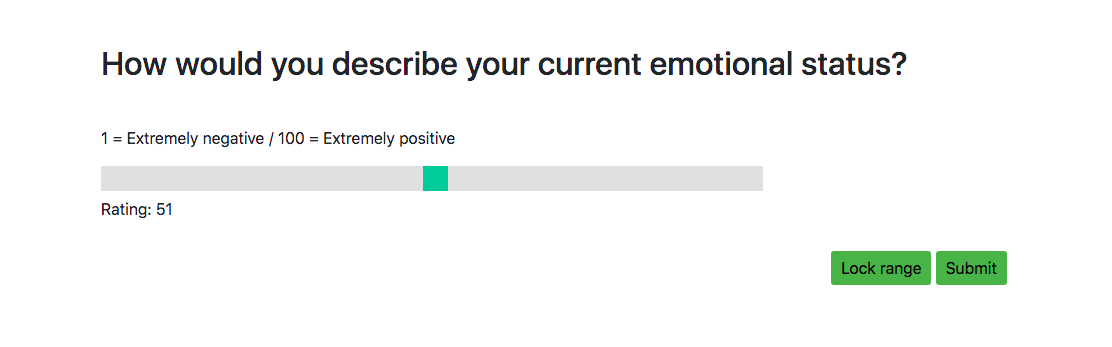 How would you describe your current emotional status?
1 = Extremely negative / 100 = Extremely positive
Rating: 51
Lock range Submit